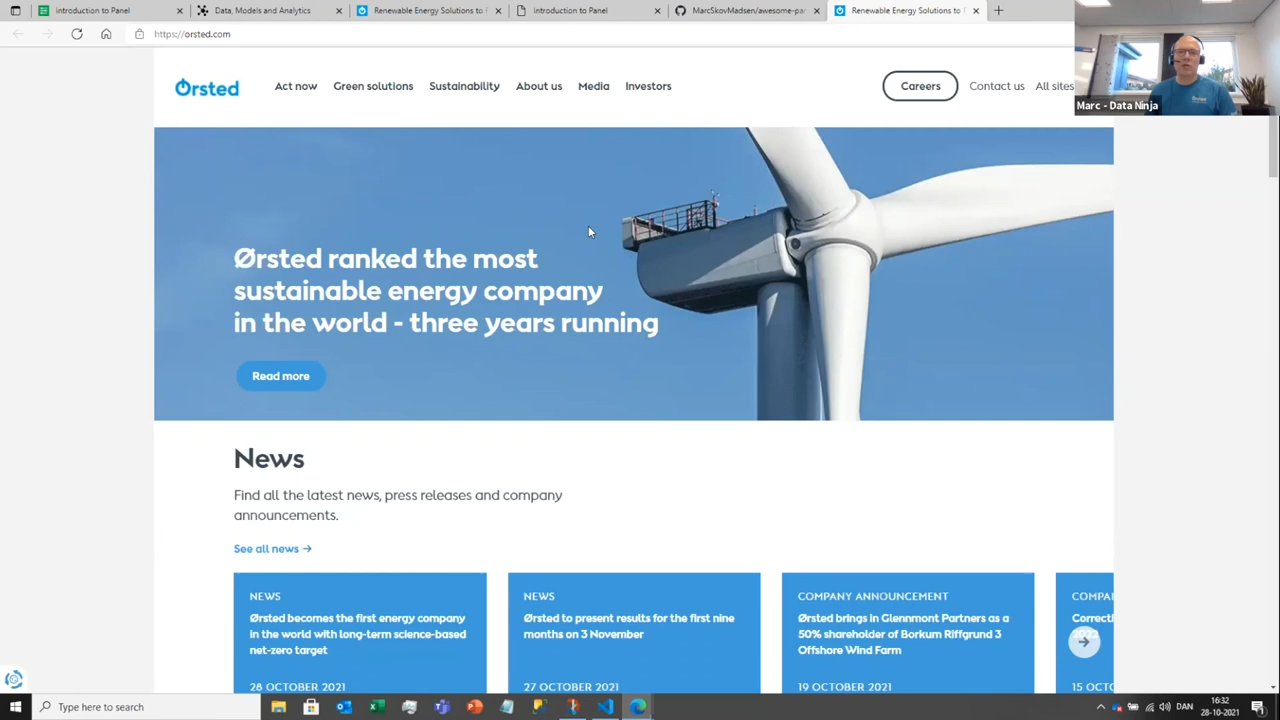 Introduction to Panel
Data, Models and Analytics
Renewable Energy Solutions to
Introduction to Panel
MarcSkovMadsen/awesome-pa
Renewable Energy Solutions to
https://orsted.com
Ørsted
Act now
Green solutions
Sustainability
About us
Media
Investors
Careers
Contact us
All sites
Marc - Data Ninja
Ørsted ranked the most
sustainable energy company
in the world - three years running
Read more
News
Find all the latest news, press releases and company
announcements.
See all news →
NEWS
Ørsted becomes the first energy company
in the world with long-term science-based
net-zero target
28 OCTOBER 2021
NEWS
Ørsted to present results for the first nine
months on 3 November
27 OCTOBER 2021
COMPANY ANNOUNCEMENT
Ørsted brings in Glennmont Partners as a
50% shareholder of Borkum Riffgrund 3
Offshore Wind Farm
19 OCTOBER 2021
COMPA
Correcti
15 OCTO
Type here to search
DAN
16:32
28-10-2021